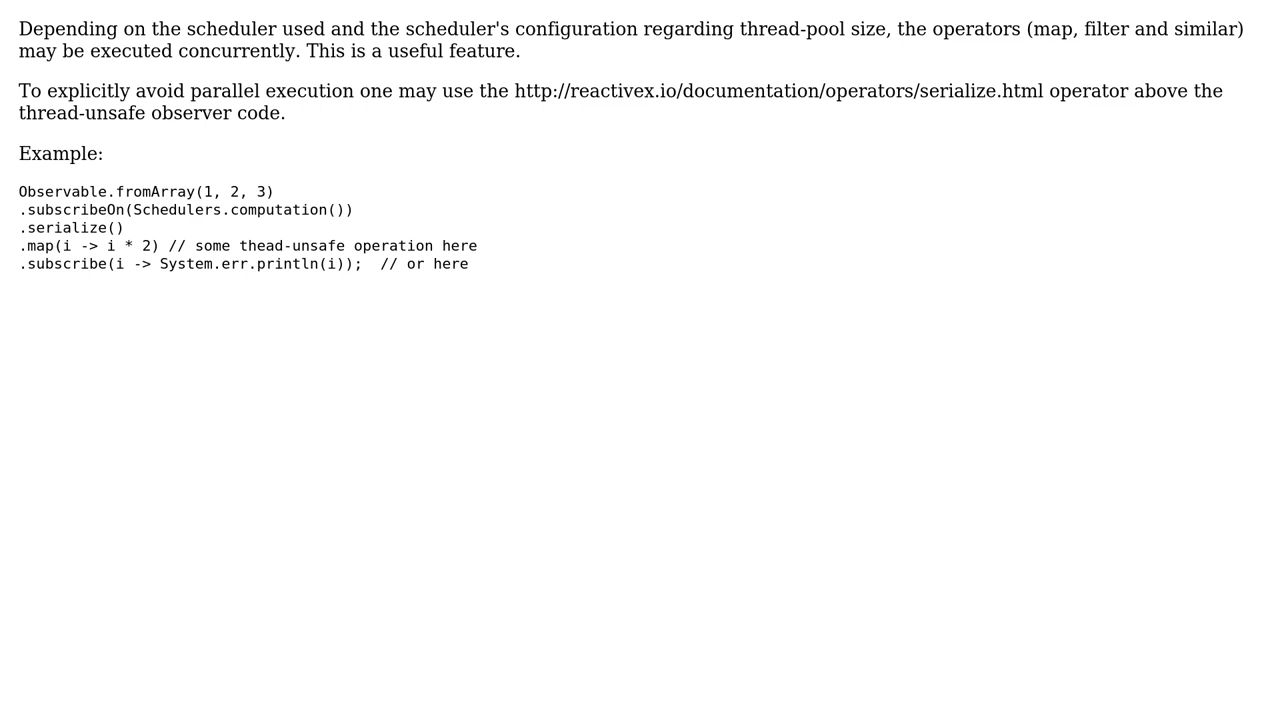 Depending on the scheduler used and the scheduler's configuration regarding thread-pool size, the operators (map, filter and similar)
may be executed concurrently. This is a useful feature.
To explicitly avoid parallel execution one may use the http://reactivex.io/documentation/operators/serialize.html operator above the
thread-unsafe observer code.
Example:
Observable.fromArray(1, 2, 3)
.subscribeOn(Schedulers.computation())
.serialize()
.map(i -> i * 2) // some thead-unsafe operation here
.subscribe(i -> System.err.println(i));  // or here